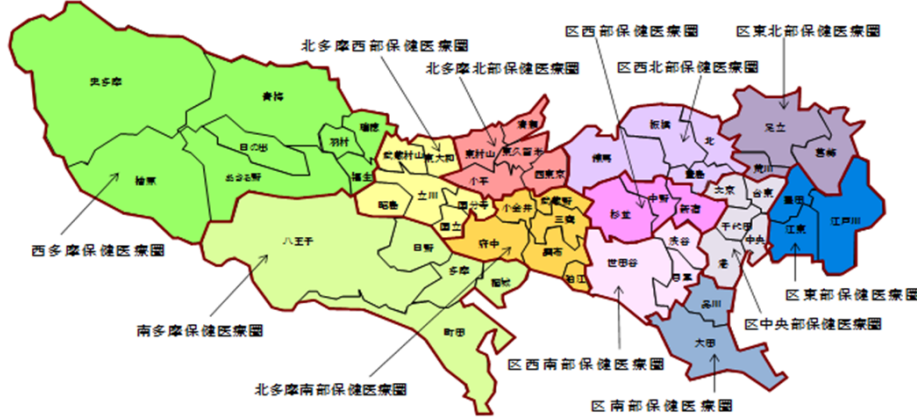 区西部保健医療圏
区東北部保健医療圏
北多摩西部保健医療圏
区西北部保健医療圏
北多摩北部保健医療圏
奥多摩
青梅
瑞穂
羽村
日の出
あきる野
福生
檜原
武蔵村山
東大和
東村山
清瀬
東久留米
西東京
小平
昭島
立川
国分寺
国立
小金井
武蔵野
三鷹
府中
調布
狛江
練馬
板橋
北
豊島
足立
葛飾
荒川
杉並
中野
新宿
文京
台東
千代田
中央
港
墨田
江東
江戸川
渋谷
世田谷
目黒
品川
大田
八王子
日野
多摩
稲城
町田
西多摩保健医療圏
南多摩保健医療圏
北多摩南部保健医療圏
区西南部保健医療圏
区南部保健医療圏
区中央部保健医療圏
区東部保健医療圏